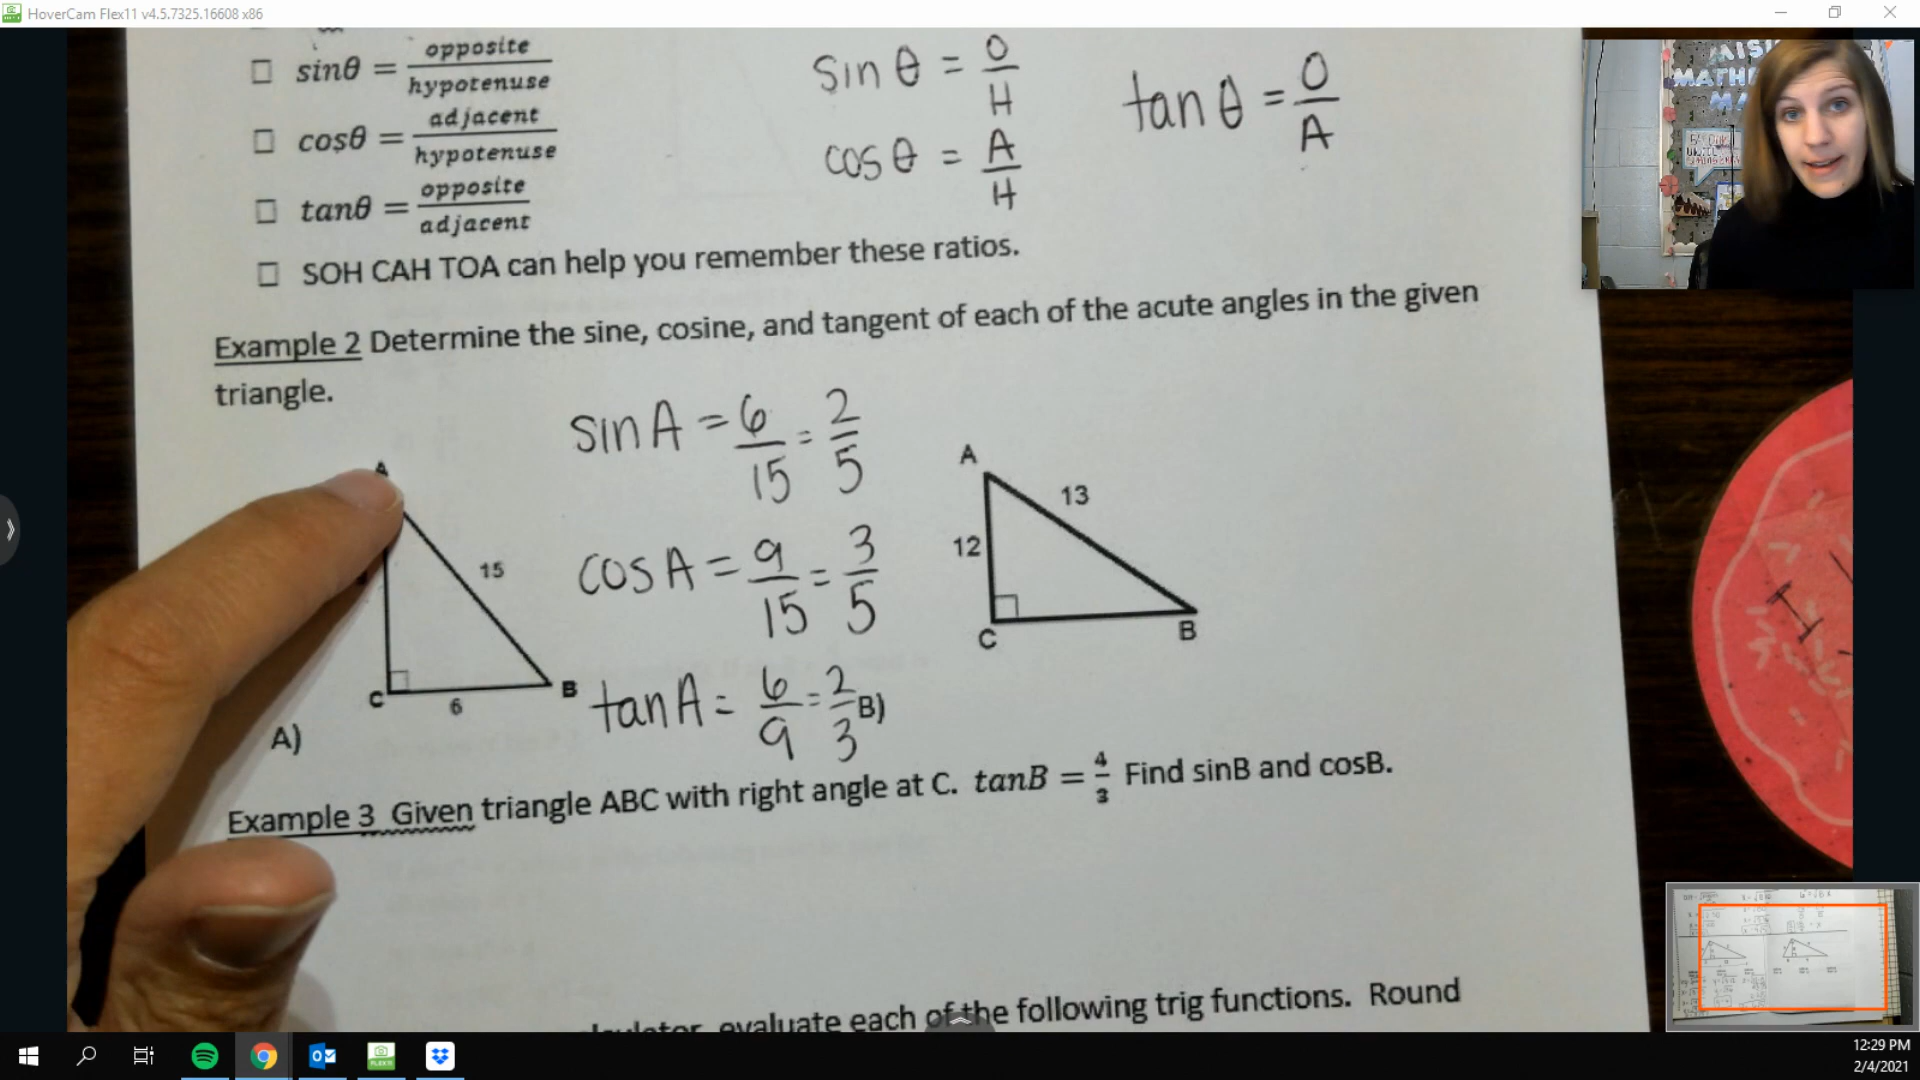 HoverCam Flex11 v4.5.7325.16608 x86
□ sinθ = opposite/hypotenuse
□ cosθ = adjacent/hypotenuse
□ tanθ = opposite/adjacent
sin θ = O/H
cos θ = A/H
tan θ = O/A
□ SOH CAH TOA can help you remember these ratios.
Example 2 Determine the sine, cosine, and tangent of each of the acute angles in the given
triangle.
A
15
C
6
B
A)
sin A = 6/15 = 2/5
cos A = 9/15 = 3/5
tan A = 6/9 = 2/3
A
13
12
C
B
B)
Example 3 Given triangle ABC with right angle at C. tanB = 4/3 Find sinB and cosB.
evaluate each of the following trig functions. Round
12:29 PM
2/4/2021